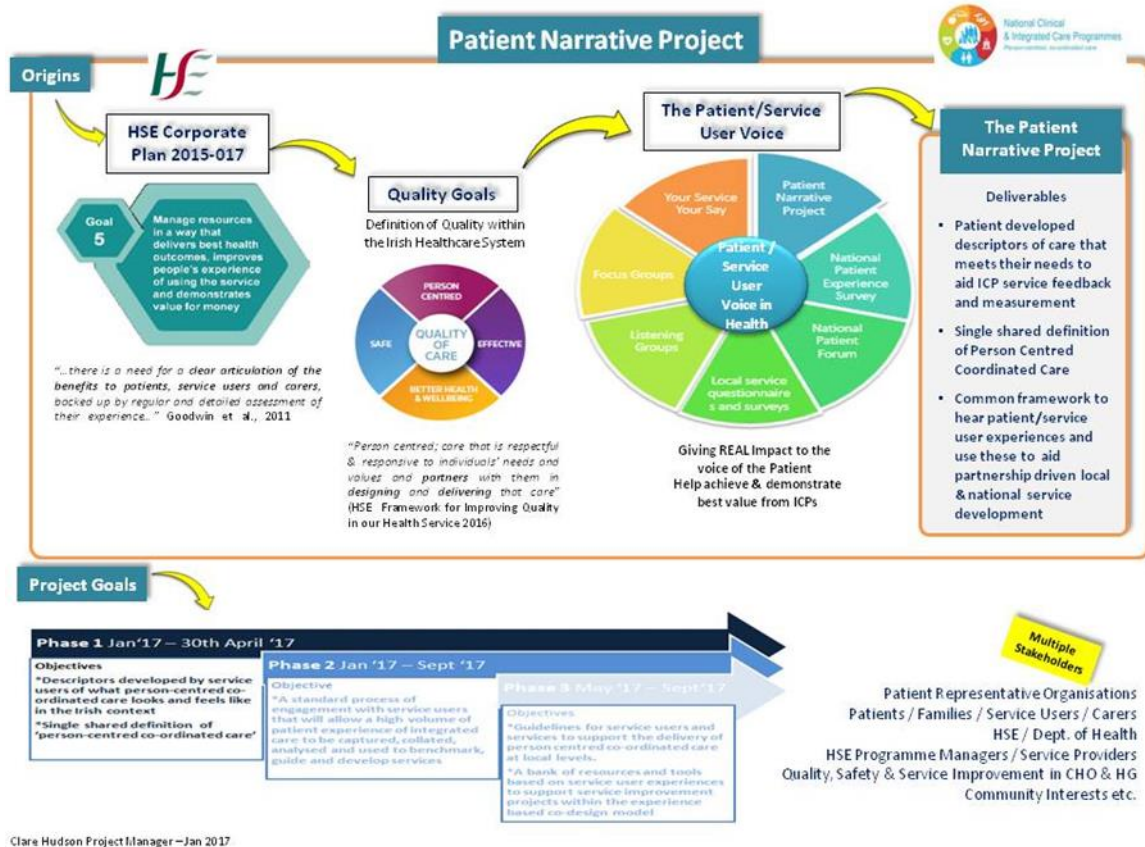 Patient Narrative Project
National Clinical
& Integrated Care Programmes
Person-centred, co-ordinated care
Origins
HSE Corporate
Plan 2015-017
Goal
5
Manage resources
in a way that
delivers best health
outcomes, improves
people's experience
of using the service
and demonstrates
value for money
"...there is a need for a clear articulation of the
benefits to patients, service users and carers,
backed up by regular and detailed assessment of
their experience.." Goodwin et al., 2011
Quality Goals
Definition of Quality within
the Irish Healthcare System
PERSON
CENTRED
SAFE
QUALITY
OF
CARE
EFFECTIVE
BETTER HEALTH
& WELLBEING
"Person centred; care that is respectful
& responsive to individuals' needs and
values and partners with them in
designing and delivering that care"
(HSE Framework for Improving Quality
in our Health Service 2016)
The Patient/Service
User Voice
Your Service
Your Say
Patient
Narrative
Project
Focus Groups
National
Patient
Experience
Survey
Patient /
Service
User
Voice in
Health
Listening
Groups
National
Patient
Forum
Local service
questionnaire
s and surveys
Giving REAL Impact to the
voice of the Patient
Help achieve & demonstrate
best value from ICPs
The Patient
Narrative Project
Deliverables
• Patient developed
descriptors of care that
meets their needs to
aid ICP service feedback
and measurement
• Single shared definition
of Person Centred
Coordinated Care
• Common framework to
hear patient/service
user experiences and
use these to aid
partnership driven local
& national service
development
Project Goals
Phase 1 Jan'17 – 30th April '17
Objectives
*Descriptors developed by service
users of what person-centred co-
ordinated care looks and feels like
in the Irish context
*Single shared definition of
'person-centred co-ordinated care'
Phase 2 Jan '17 – Sept '17
Objective
*A standard process of
engagement with service users
that will allow a high volume of
patient experience of integrated
care to be captured, collated,
analysed and used to benchmark,
guide and develop services
Phase 3 May '17 – Sept'17
Objectives
*Guidelines for service users and
services to support the delivery of
person centred co-ordinated care
at local levels.
*A bank of resources and tools
based on service user experiences
to support service improvement
projects within the experience
based co-design model
Multiple
Stakeholders
Patient Representative Organisations
Patients / Families / Service Users / Carers
HSE / Dept. of Health
HSE Programme Managers / Service Providers
Quality, Safety & Service Improvement in CHO & HG
Community Interests etc.
Clare Hudson Project Manager – Jan 2017